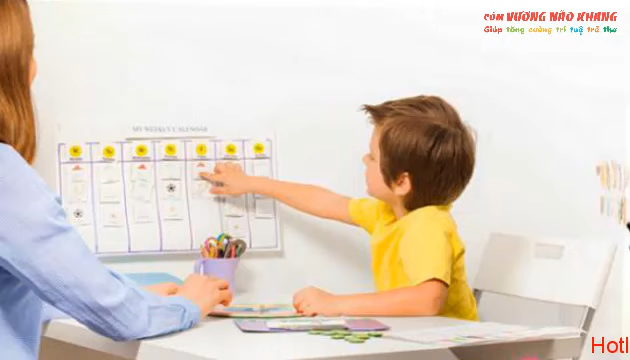 CỐM VƯƠNG NÃO KHANG
Giúp tăng cường trí tuệ trẻ thơ
MY WEEKLY CALENDAR
Hotl